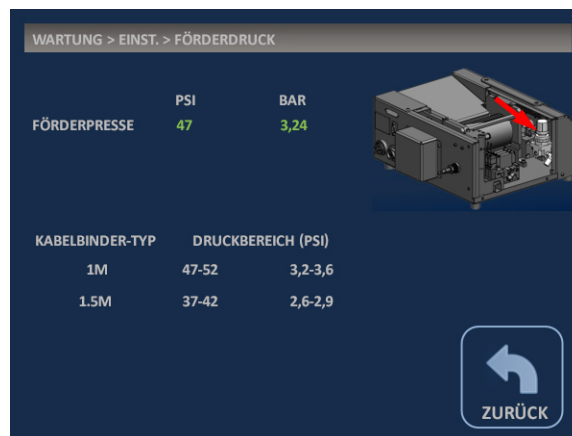 WARTUNG > EINST. > FÖRDERDRUCK
PSI BAR
FÖRDERPRESSE 47 3,24
KABELBINDER-TYP DRUCKBEREICH (PSI)
1M 47-52 3,2-3,6
1.5M 37-42 2,6-2,9
ZURÜCK